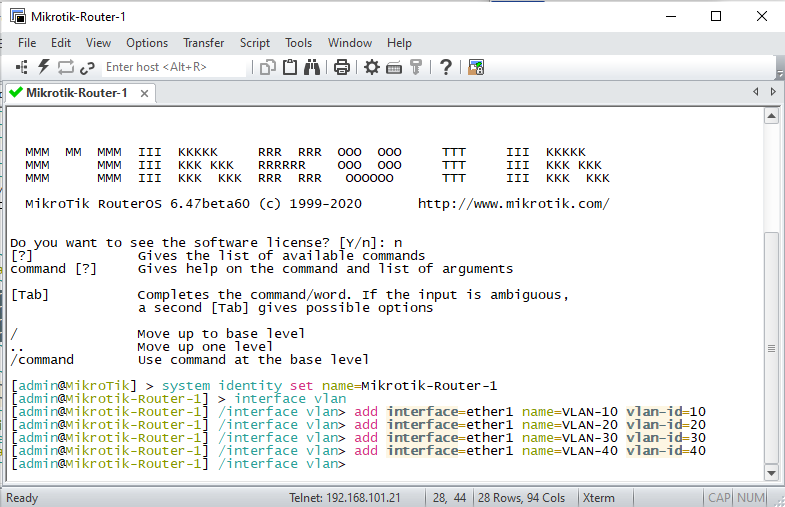 Mikrotik-Router-1
File Edit View Options Transfer Script Tools Window Help
Enter host <Alt+R>
Mikrotik-Router-1
MMM  MM  MMM  III  KKKKK     RRR  RRR  OOO  OOO     TTT     III  KKKKK
MMM      MMM  III  KKK KKK   RRRRRR    OOO  OOO     TTT     III  KKK KKK
MMM      MMM  III  KKK  KKK  RRR  RRR   OOOOOO      TTT     III  KKK  KKK
MikroTik RouterOS 6.47beta60 (c) 1999-2020       http://www.mikrotik.com/
Do you want to see the software license? [Y/n]: n
[?]             Gives the list of available commands
command [?]     Gives help on the command and list of arguments
[Tab]           Completes the command/word. If the input is ambiguous,
a second [Tab] gives possible options
/               Move up to base level
..              Move up one level
/command        Use command at the base level
[admin@MikroTik] > system identity set name=Mikrotik-Router-1
[admin@Mikrotik-Router-1] > interface vlan
[admin@Mikrotik-Router-1] /interface vlan> add interface=ether1 name=VLAN-10 vlan-id=10
[admin@Mikrotik-Router-1] /interface vlan> add interface=ether1 name=VLAN-20 vlan-id=20
[admin@Mikrotik-Router-1] /interface vlan> add interface=ether1 name=VLAN-30 vlan-id=30
[admin@Mikrotik-Router-1] /interface vlan> add interface=ether1 name=VLAN-40 vlan-id=40
[admin@Mikrotik-Router-1] /interface vlan>
Ready Telnet: 192.168.101.21 28, 44 28 Rows, 94 Cols Xterm CAP NUM